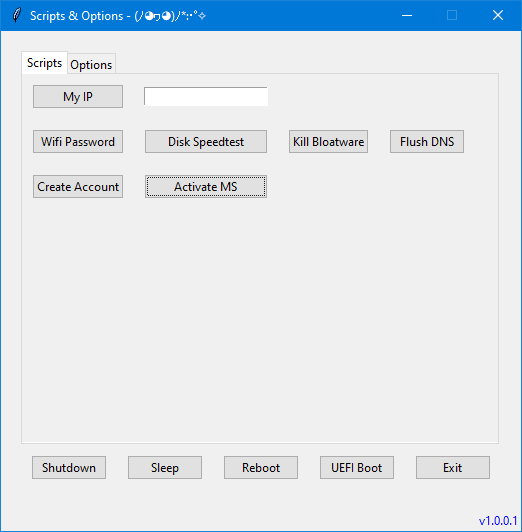 Scripts & Options - (ﾉ◕ヮ◕)ﾉ*:･ﾟ✧
Scripts Options
My IP
Wifi Password Disk Speedtest Kill Bloatware Flush DNS
Create Account Activate MS
Shutdown Sleep Reboot UEFI Boot Exit
v1.0.0.1